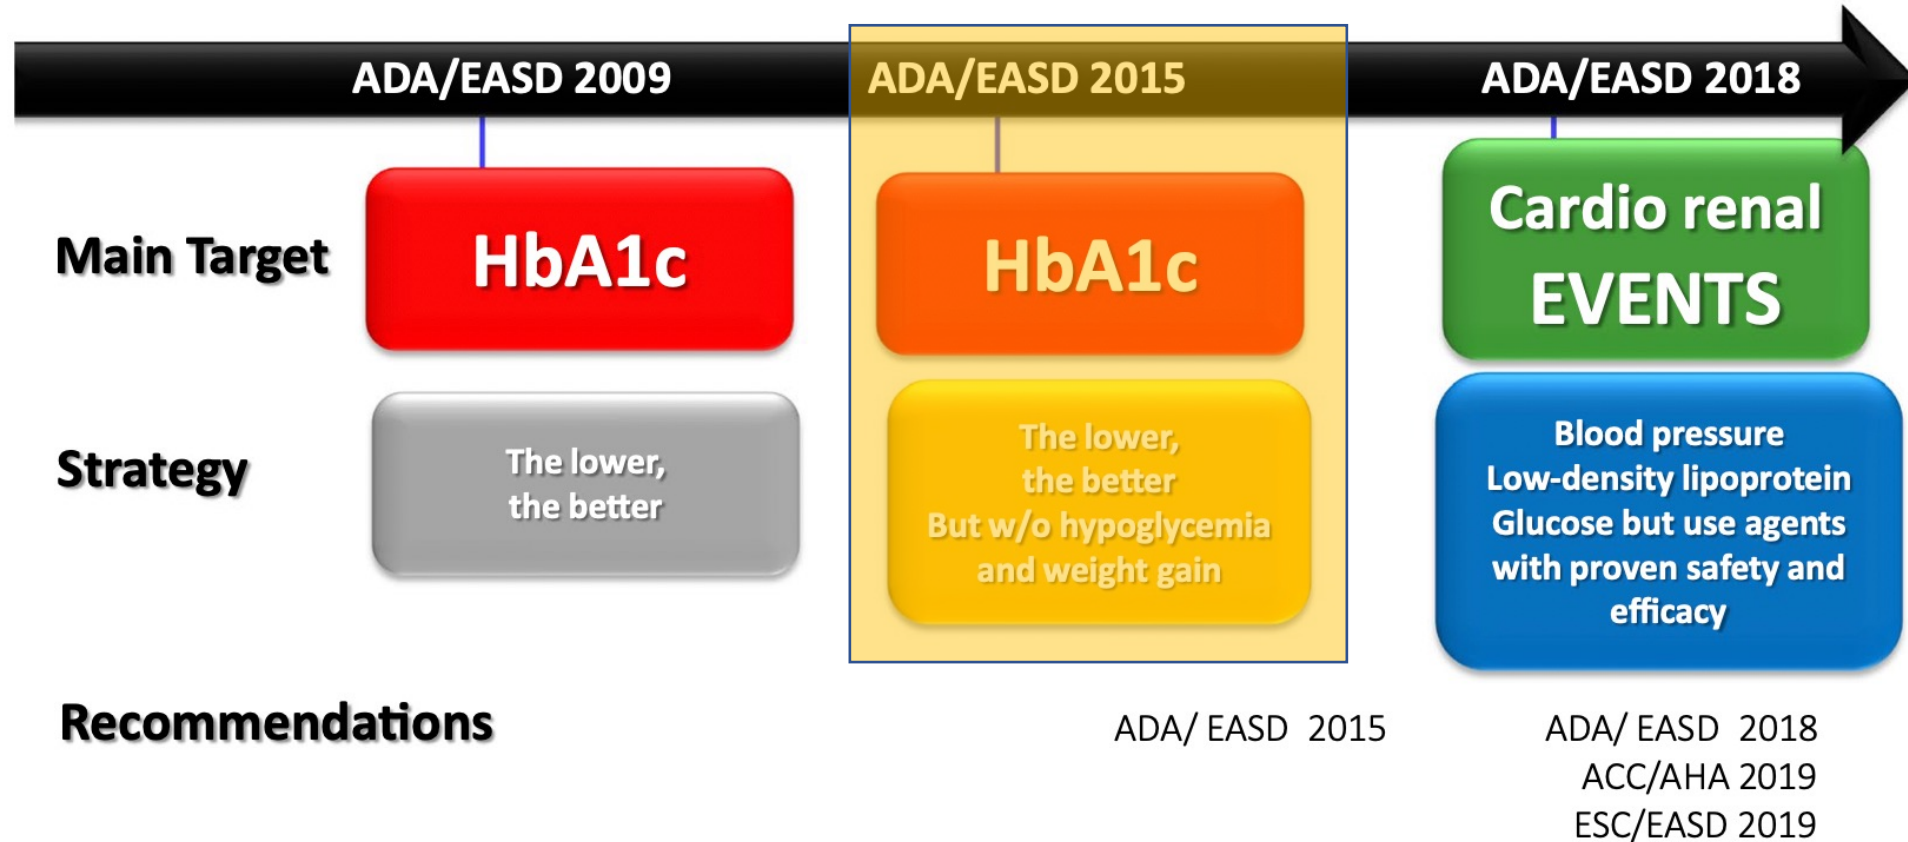 ADA/EASD 2009
ADA/EASD 2015
ADA/EASD 2018
Main Target
HbA1c
HbA1c
Cardio renal
EVENTS
Strategy
The lower,
the better
The lower,
the better
But w/o hypoglycemia
and weight gain
Blood pressure
Low-density lipoprotein
Glucose but use agents
with proven safety and
efficacy
Recommendations
ADA/ EASD 2015
ADA/ EASD 2018
ACC/AHA 2019
ESC/EASD 2019